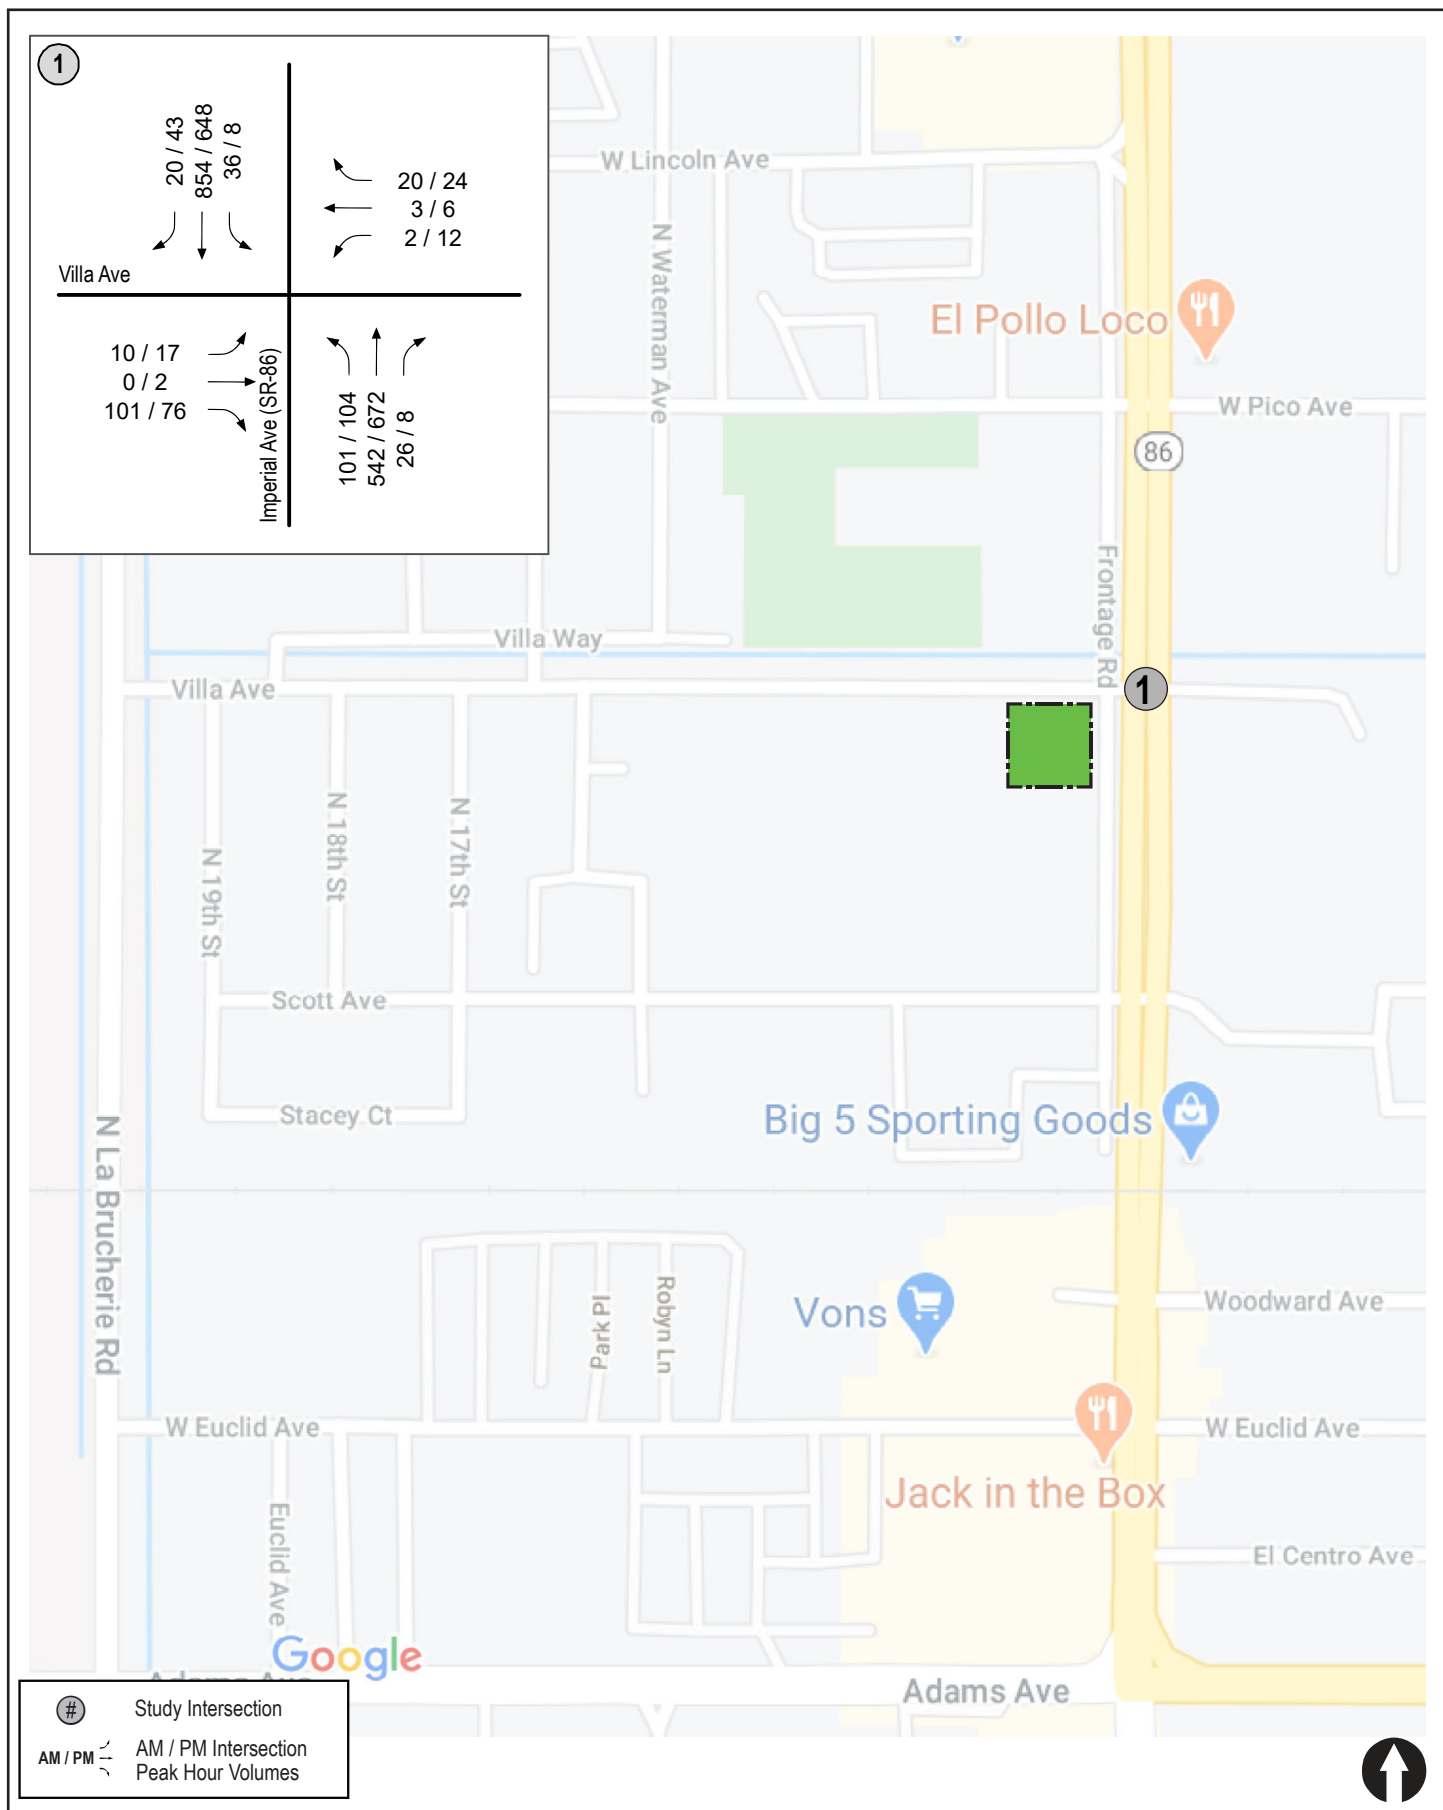 1
20 / 43
854 / 648
36 / 8
20 / 24
3 / 6
2 / 12
Villa Ave
10 / 17
0 / 2
101 / 76
Imperial Ave (SR-86)
101 / 104
542 / 672
26 / 8
W Lincoln Ave
N Waterman Ave
El Pollo Loco
W Pico Ave
86
Frontage Rd
Villa Way
Villa Ave
1
N 19th St
N 18th St
N 17th St
Scott Ave
Stacey Ct
Big 5 Sporting Goods
N La Brucherie Rd
Park Pl
Robyn Ln
Vons
Woodward Ave
W Euclid Ave
W Euclid Ave
Jack in the Box
Euclid Ave
El Centro Ave
Google
Adams Ave
Adams Ave
# Study Intersection
AM / PM AM / PM Intersection
Peak Hour Volumes